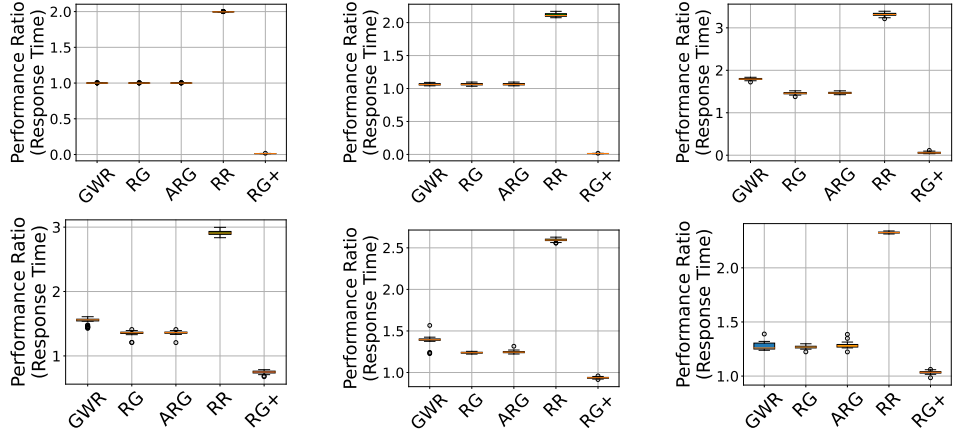 Performance Ratio
(Response Time)
2.0
1.5
1.0
0.5
0.0
GWR
RG
ARG
RR
RG+
Performance Ratio
(Response Time)
2.0
1.5
1.0
0.5
0.0
GWR
RG
ARG
RR
RG+
Performance Ratio
(Response Time)
3
2
1
0
GWR
RG
ARG
RR
RG+
Performance Ratio
(Response Time)
3
2
1
GWR
RG
ARG
RR
RG+
Performance Ratio
(Response Time)
2.5
2.0
1.5
1.0
GWR
RG
ARG
RR
RG+
Performance Ratio
(Response Time)
2.0
1.5
1.0
GWR
RG
ARG
RR
RG+